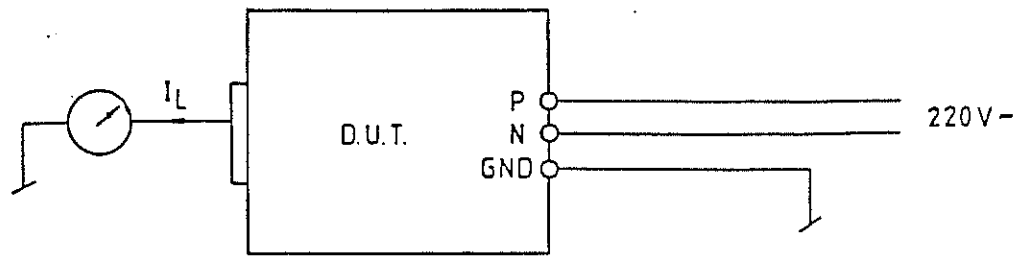 I_L
D.U.T.
P
N
GND
220V~